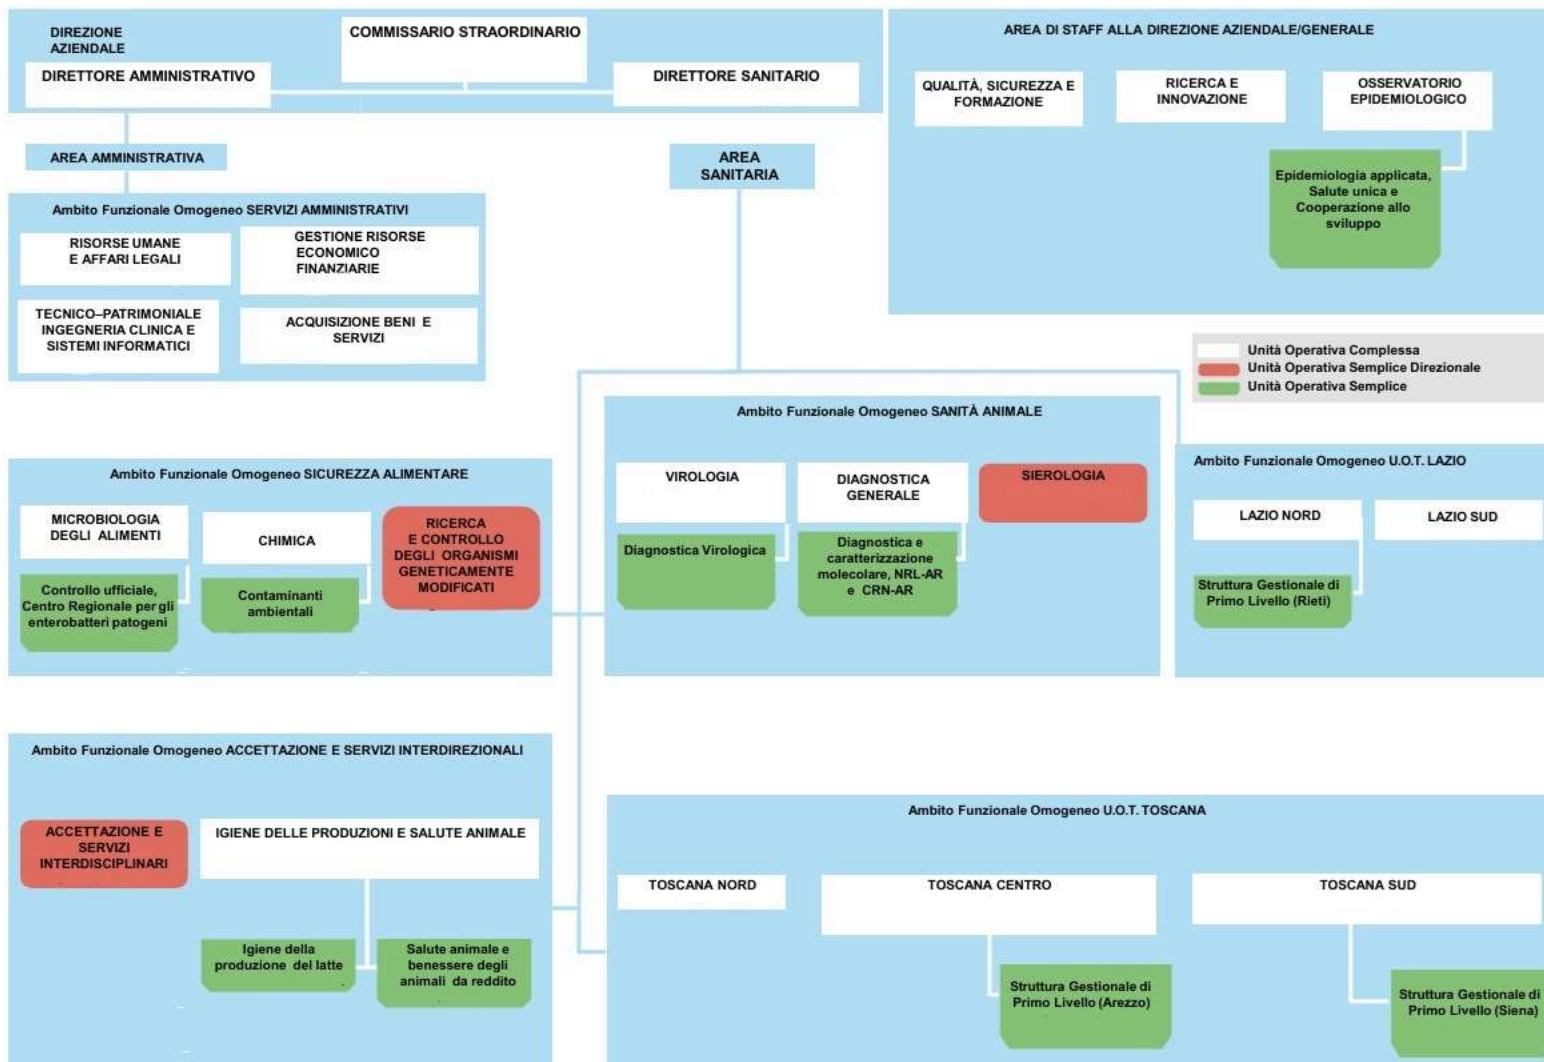 DIREZIONE
AZIENDALE
COMMISSARIO STRAORDINARIO
DIRETTORE AMMINISTRATIVO
DIRETTORE SANITARIO
AREA DI STAFF ALLA DIREZIONE AZIENDALE/GENERALE
QUALITÀ, SICUREZZA E
FORMAZIONE
RICERCA E
INNOVAZIONE
OSSERVATORIO
EPIDEMIOLOGICO
Epidemiologia applicata,
Salute unica e
Cooperazione allo
sviluppo
AREA AMMINISTRATIVA
AREA
SANITARIA
Ambito Funzionale Omogeneo SERVIZI AMMINISTRATIVI
RISORSE UMANE
E AFFARI LEGALI
GESTIONE RISORSE
ECONOMICO
FINANZIARIE
TECNICO–PATRIMONIALE
INGEGNERIA CLINICA E
SISTEMI INFORMATICI
ACQUISIZIONE BENI E
SERVIZI
Unità Operativa Complessa
Unità Operativa Semplice Direzionale
Unità Operativa Semplice
Ambito Funzionale Omogeneo SICUREZZA ALIMENTARE
MICROBIOLOGIA
DEGLI ALIMENTI
CHIMICA
RICERCA
E CONTROLLO
DEGLI ORGANISMI
GENETICAMENTE
MODIFICATI
Controllo ufficiale,
Centro Regionale per gli
enterobatteri patogeni
Contaminanti
ambientali
Ambito Funzionale Omogeneo SANITÀ ANIMALE
VIROLOGIA
DIAGNOSTICA
GENERALE
SIEROLOGIA
Diagnostica Virologica
Diagnostica e
caratterizzazione
molecolare, NRL-AR
e CRN-AR
Ambito Funzionale Omogeneo U.O.T. LAZIO
LAZIO NORD
LAZIO SUD
Struttura Gestionale di
Primo Livello (Rieti)
Ambito Funzionale Omogeneo ACCETTAZIONE E SERVIZI INTERDIREZIONALI
ACCETTAZIONE E
SERVIZI
INTERDISCIPLINARI
IGIENE DELLE PRODUZIONI E SALUTE ANIMALE
Igiene della
produzione del latte
Salute animale e
benessere degli
animali da reddito
Ambito Funzionale Omogeneo U.O.T. TOSCANA
TOSCANA NORD
TOSCANA CENTRO
TOSCANA SUD
Struttura Gestionale di
Primo Livello (Arezzo)
Struttura Gestionale di
Primo Livello (Siena)